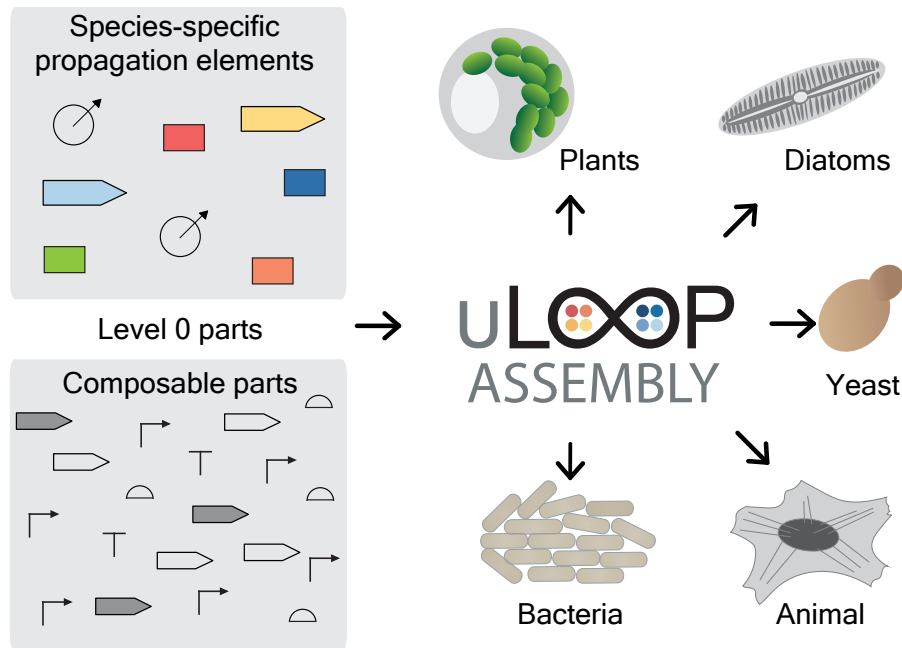 Species-specific
propagation elements
Level 0 parts
Composable parts
uLOOP
ASSEMBLY
Plants
Diatoms
Yeast
Bacteria
Animal